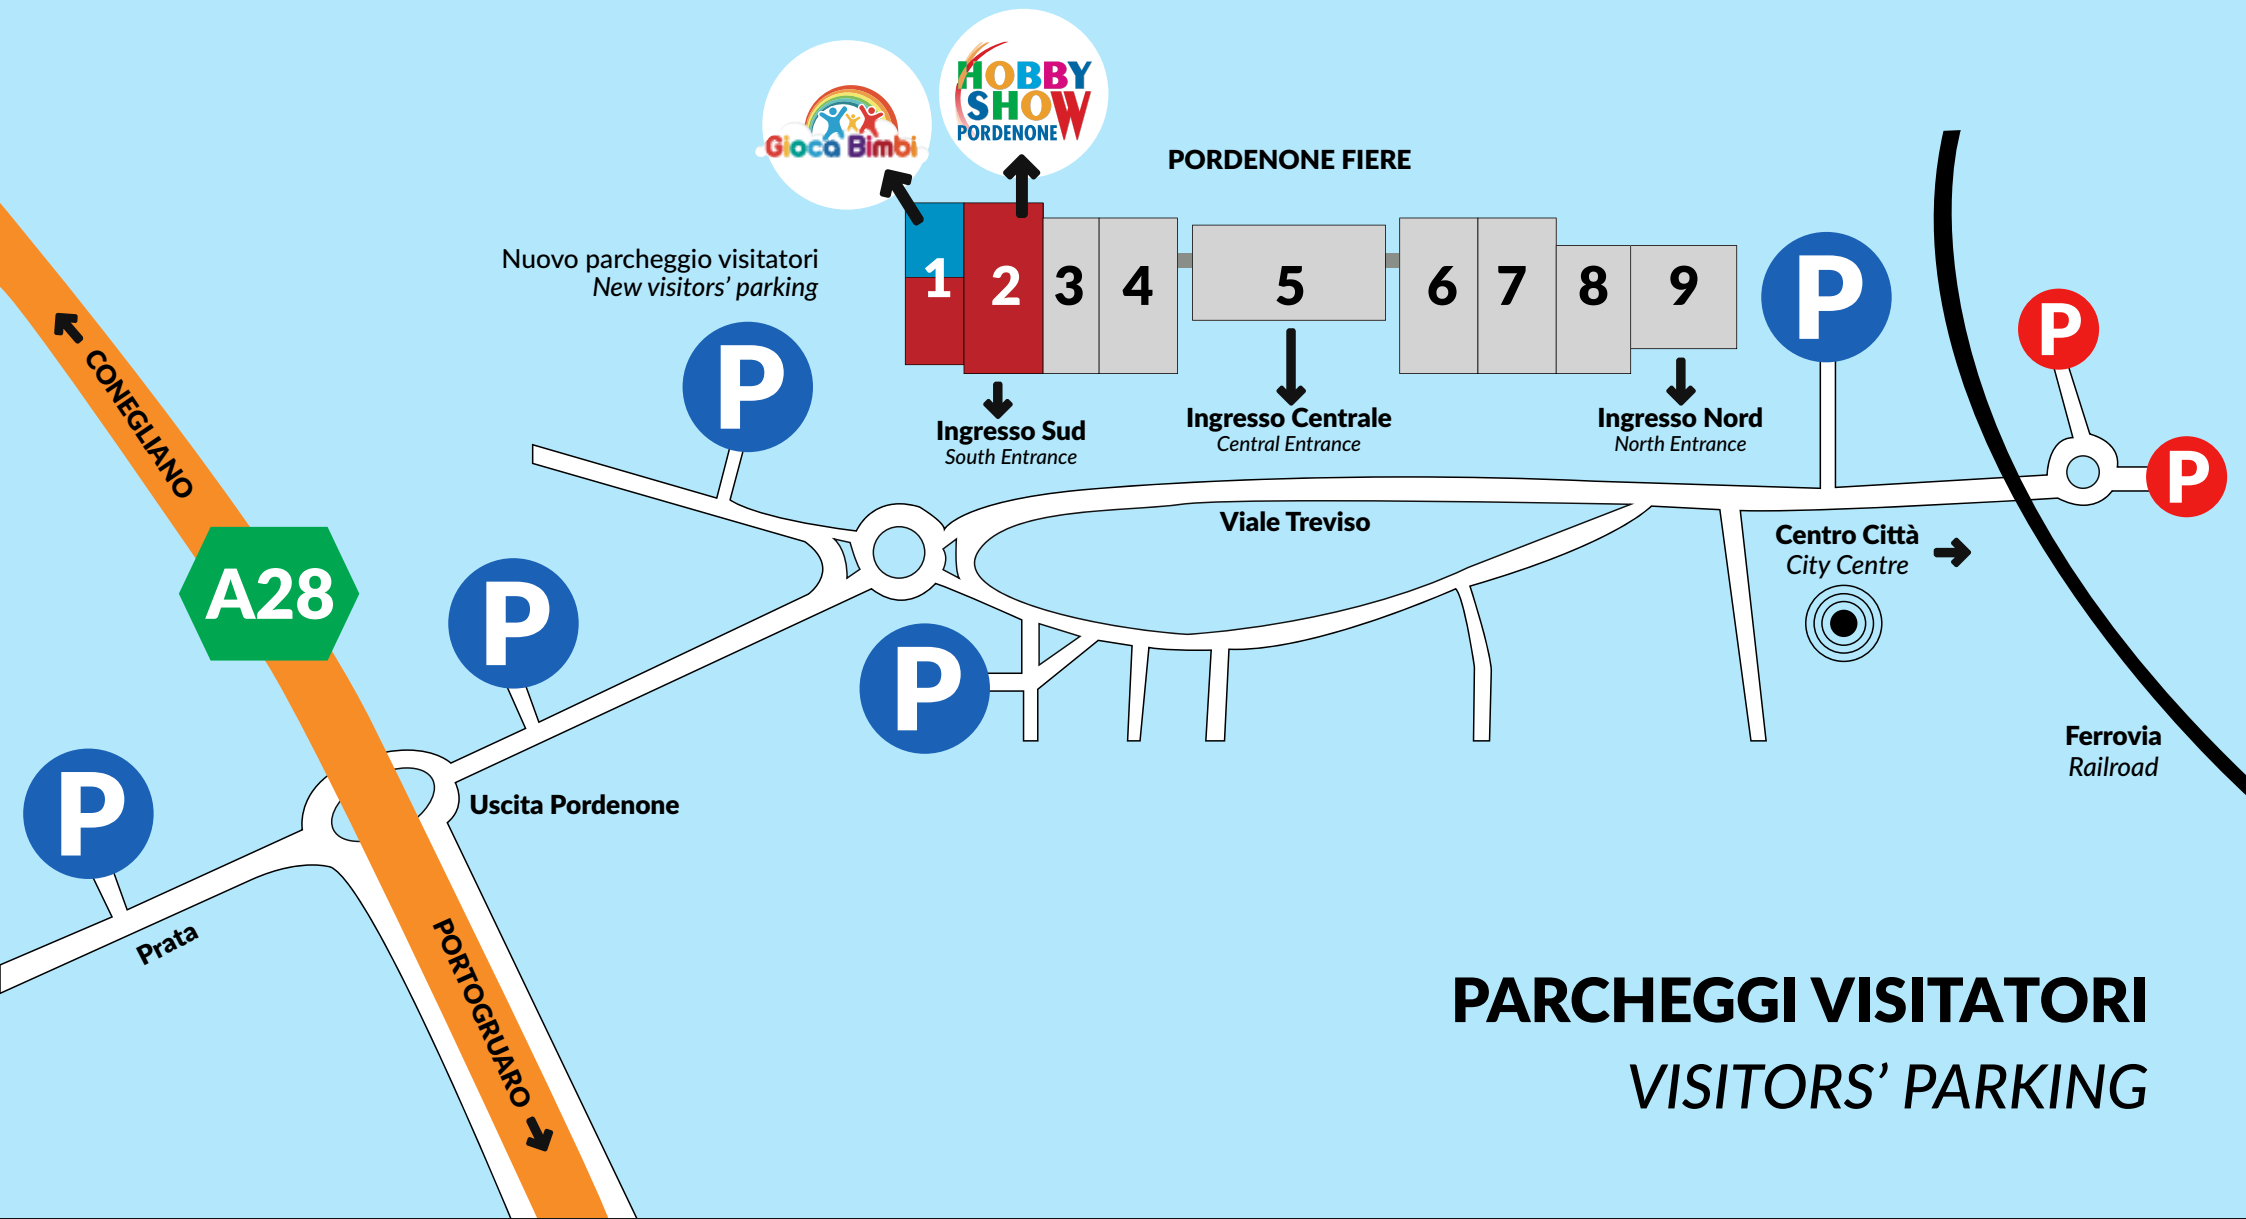 HOBBY
SHOW
PORDENONE
Gioca Bimbi
PORDENONE FIERE
Nuovo parcheggio visitatori
New visitors’ parking
1
2
3
4
5
6
7
8
9
P
P
P
P
P
P
P
Ingresso Sud
South Entrance
Ingresso Centrale
Central Entrance
Ingresso Nord
North Entrance
Viale Treviso
Centro Città
City Centre
CONEGLIANO
A28
Ferrovia
Railroad
Uscita Pordenone
Prata
PORTOGRUARO
PARCHEGGI VISITATORI
VISITORS’ PARKING